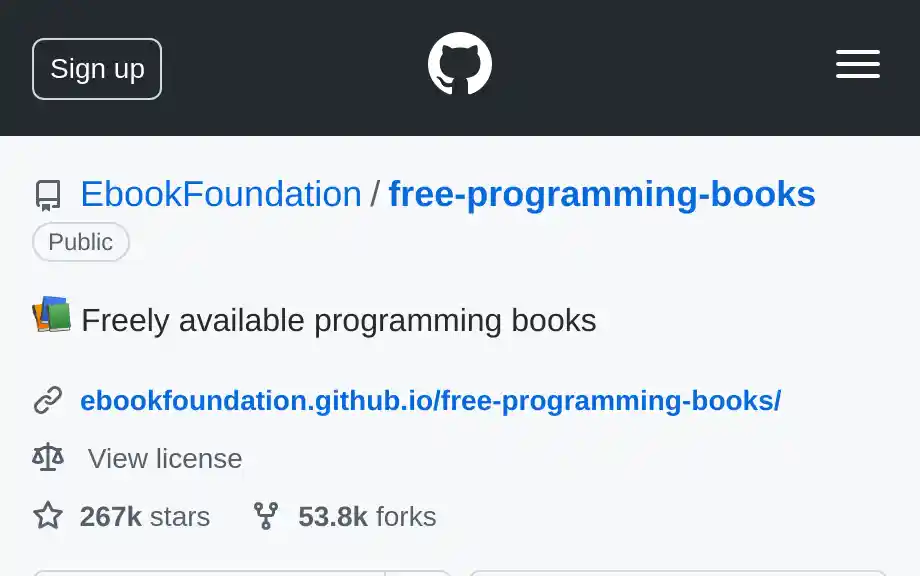 Sign up
EbookFoundation / free-programming-books
Public
Freely available programming books
ebookfoundation.github.io/free-programming-books/
View license
267k stars 53.8k forks